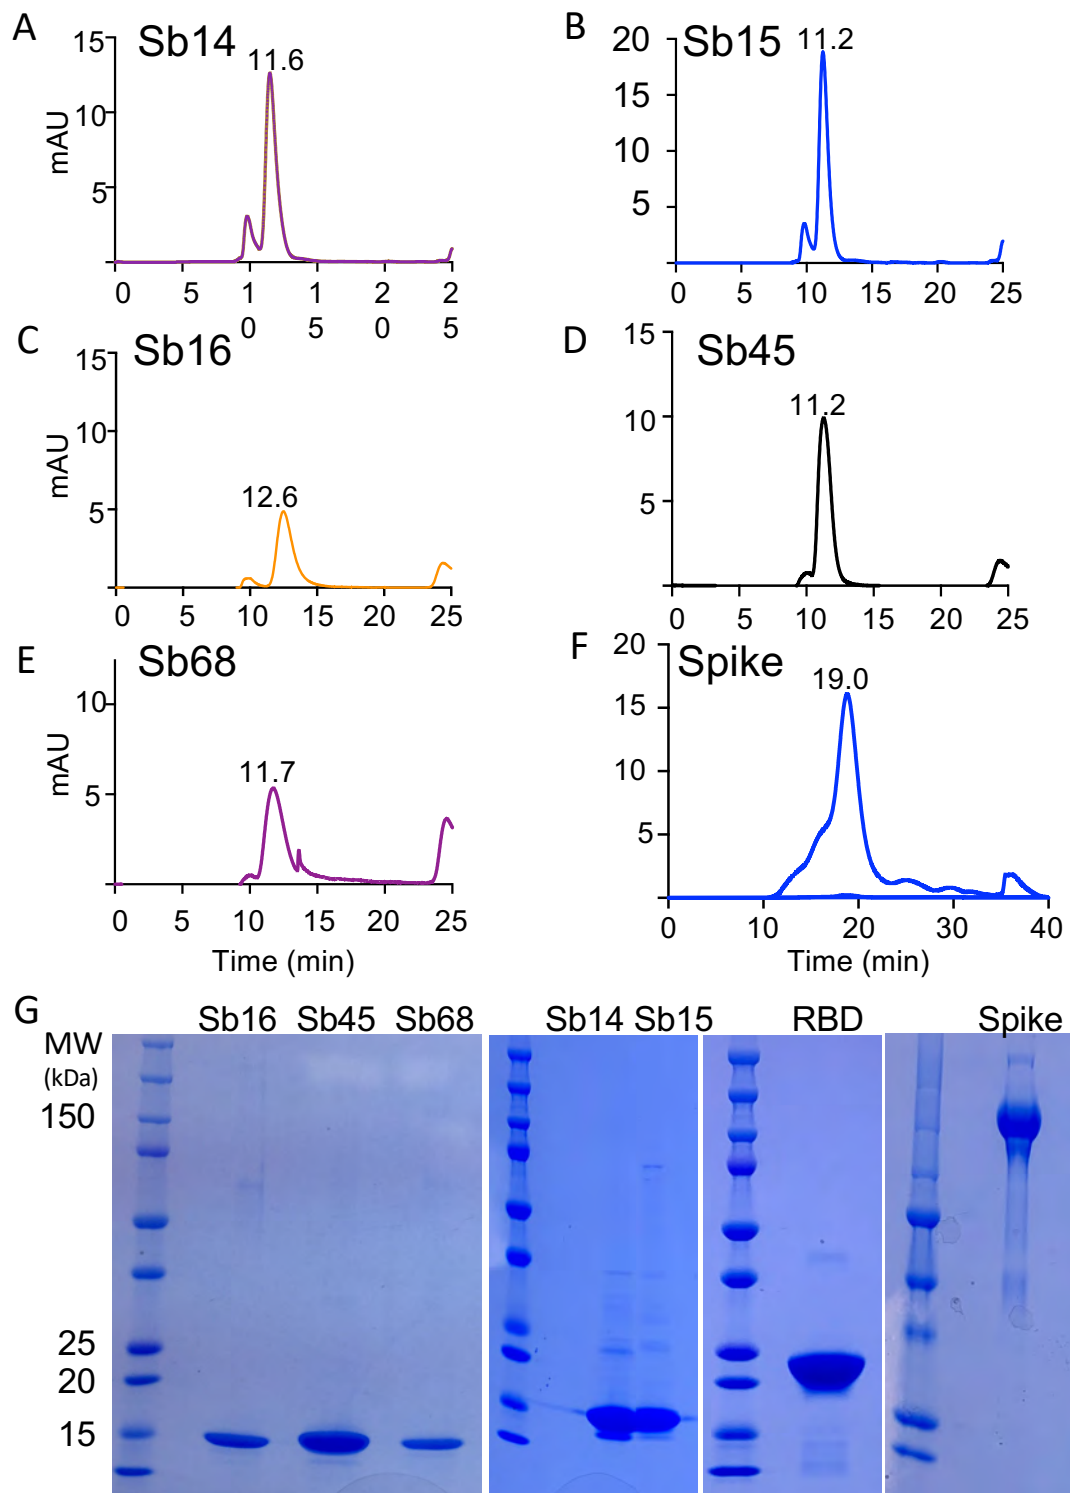 A
Sb14
11.6
15
10
5
mAU
0 5 1 1 2 2
0 5 0 5
B
Sb15
11.2
20
15
10
5
0 5 10 15 20 25
C
Sb16
12.6
15
10
5
mAU
0 5 10 15 20 25
D
Sb45
11.2
15
10
5
0 5 10 15 20 25
E
Sb68
11.7
10
5
mAU
0 5 10 15 20 25
Time (min)
F
Spike
19.0
20
15
10
5
0 10 20 30 40
Time (min)
G
Sb16 Sb45 Sb68 Sb14 Sb15 RBD Spike
MW
(kDa)
150
25
20
15